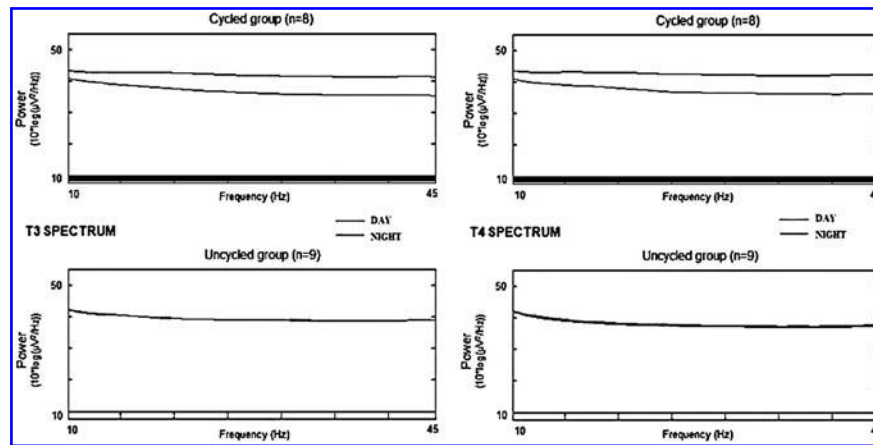 Cycled group (n=8)
50
Power
(10*log(µV²/Hz))
10
10
Frequency (Hz)
45
Cycled group (n=8)
50
Power
(10*log(µV²/Hz))
10
10
Frequency (Hz)
4
T3 SPECTRUM
DAY
NIGHT
T4 SPECTRUM
DAY
NIGHT
Uncycled group (n=9)
50
Power
(10*log(µV²/Hz))
10
10
Frequency (Hz)
45
Uncycled group (n=9)
50
Power
(10*log(µV²/Hz))
10
10
Frequency (Hz)
4